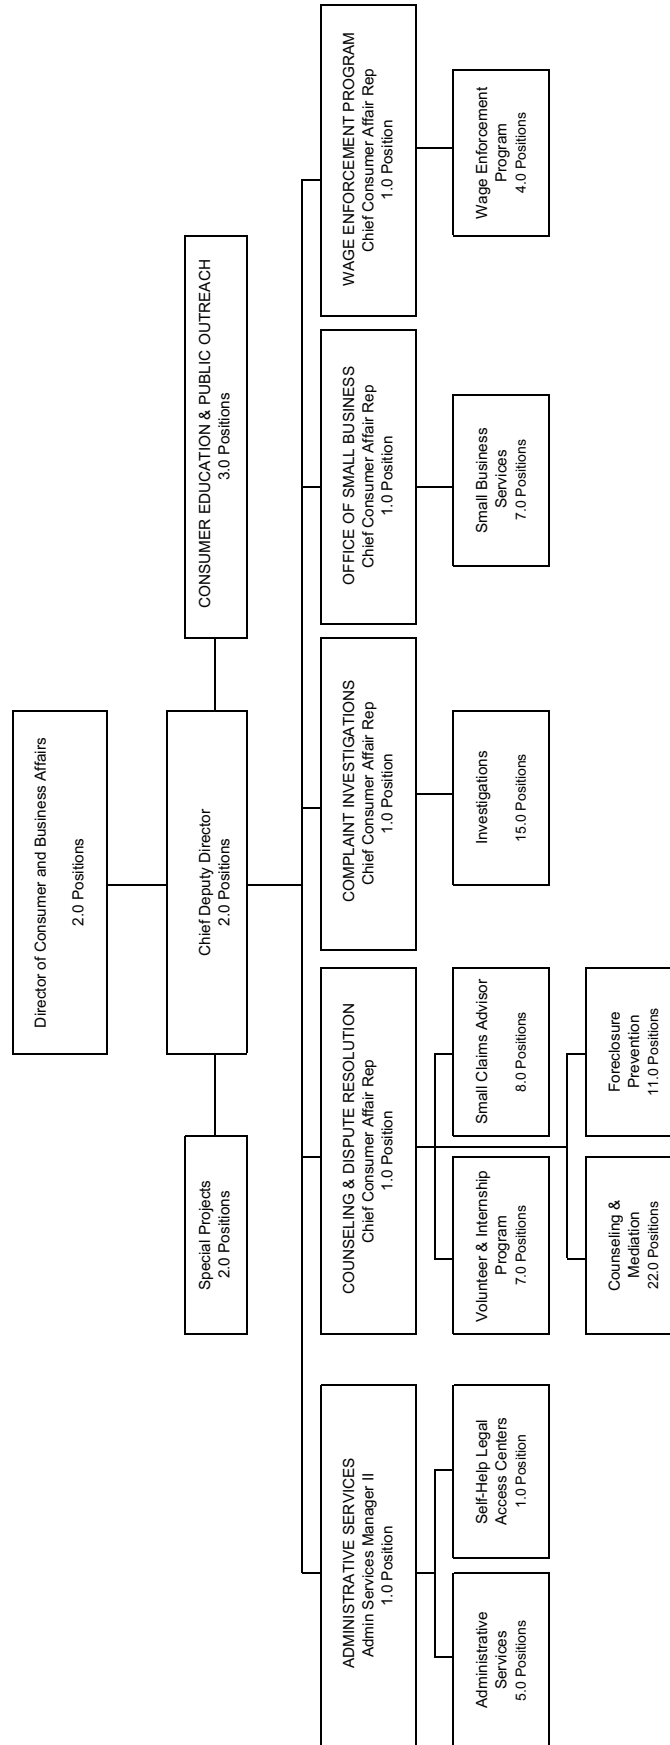 Director of Consumer and Business Affairs
2.0 Positions
Special Projects
2.0 Positions
Chief Deputy Director
2.0 Positions
CONSUMER EDUCATION & PUBLIC OUTREACH
3.0 Positions
ADMINISTRATIVE SERVICES
Admin Services Manager II
1.0 Position
COUNSELING & DISPUTE RESOLUTION
Chief Consumer Affair Rep
1.0 Position
COMPLAINT INVESTIGATIONS
Chief Consumer Affair Rep
1.0 Position
OFFICE OF SMALL BUSINESS
Chief Consumer Affair Rep
1.0 Position
WAGE ENFORCEMENT PROGRAM
Chief Consumer Affair Rep
1.0 Position
Administrative
Services
5.0 Positions
Self-Help Legal
Access Centers
1.0 Position
Volunteer & Internship
Program
7.0 Positions
Small Claims Advisor
8.0 Positions
Investigations
15.0 Positions
Small Business
Services
7.0 Positions
Wage Enforcement
Program
4.0 Positions
Counseling &
Mediation
22.0 Positions
Foreclosure
Prevention
11.0 Positions